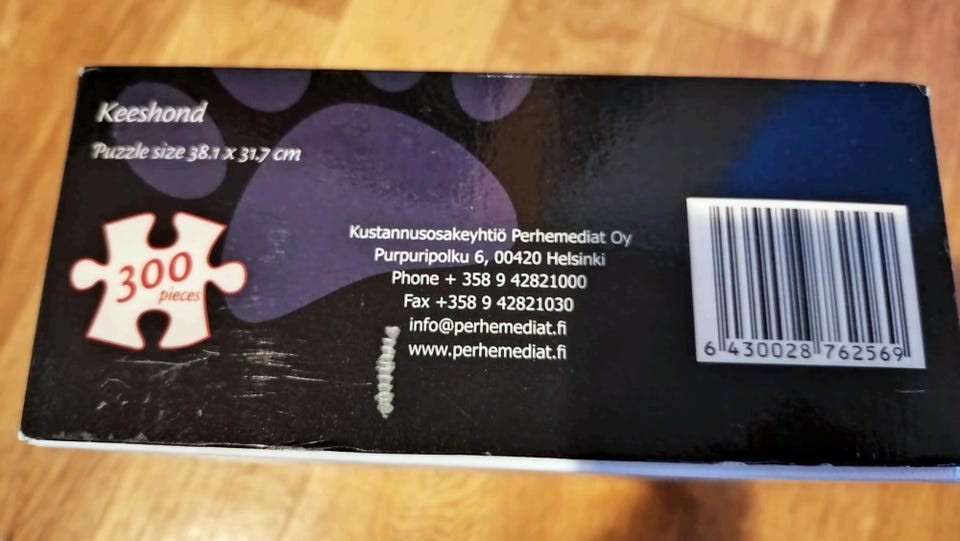 Keeshond
Puzzle size 38.1 x 31.7 cm
300
pieces
Kustannusosakeyhtiö Perhemediat Oy
Purpuripolku 6, 00420 Helsinki
Phone + 358 9 42821000
Fax +358 9 42821030
info@perhemediat.fi
www.perhemediat.fi
6 430028 762569